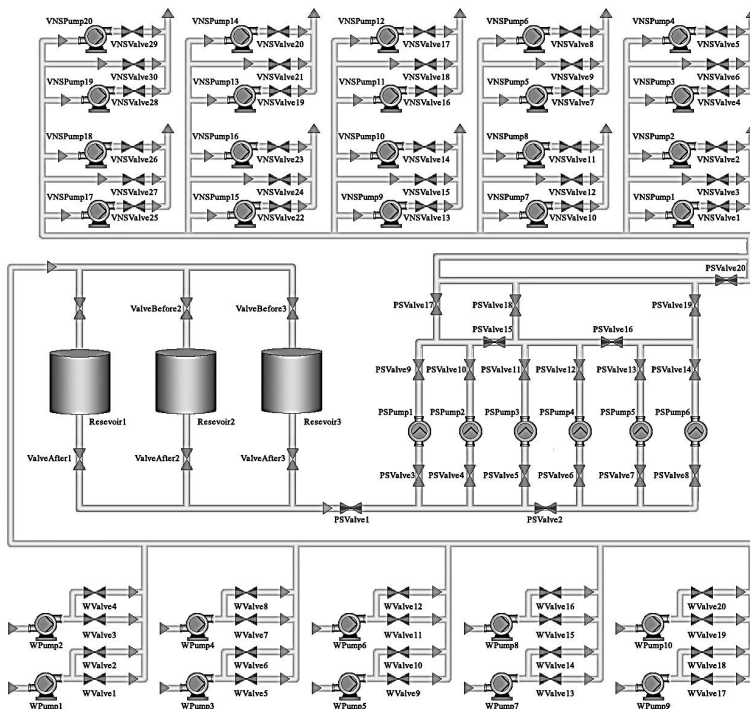 VNSPump20 VNSPump14 VNSPump12 VNSPump6 VNSPump4
VNSValve29 VNSValve20 VNSValve17 VNSValve8 VNSValve5
VNSValve30 VNSValve21 VNSValve18 VNSValve9 VNSValve6
VNSPump19 VNSPump13 VNSPump11 VNSPump5 VNSPump3
VNSValve28 VNSValve19 VNSValve16 VNSValve7 VNSValve4
VNSPump18 VNSPump16 VNSPump10 VNSPump8 VNSPump2
VNSValve26 VNSValve23 VNSValve14 VNSValve11 VNSValve2
VNSValve27 VNSValve24 VNSValve15 VNSValve12 VNSValve3
VNSPump17 VNSPump15 VNSPump9 VNSPump7 VNSPump1
VNSValve25 VNSValve22 VNSValve13 VNSValve10 VNSValve1
PSValve20
ValveBefore2 ValveBefore3 PSValve17 PSValve18 PSValve19
PSValve15 PSValve16
PSValve9 PSValve10 PSValve11 PSValve12 PSValve13 PSValve14
PSPump1 PSPump2 PSPump3 PSPump4 PSPump5 PSPump6
Resevoir1 Resevoir2 Resevoir3
ValveAfter1 ValveAfter2 ValveAfter3
PSValve3 PSValve4 PSValve5 PSValve6 PSValve7 PSValve8
PSValve1 PSValve2
WValve4 WValve8 WValve12 WValve16 WValve20
WValve3 WValve7 WValve11 WValve15 WValve19
WPump2 WPump4 WPump6 WPump8 WPump10
WValve2 WValve6 WValve10 WValve14 WValve18
WValve1 WValve5 WValve9 WValve13 WValve17
WPump1 WPump3 WPump5 WPump7 WPump9